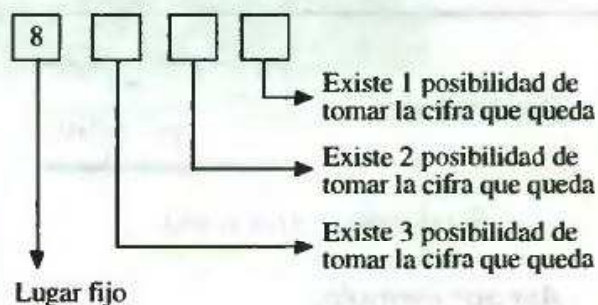 8
Existe 1 posibilidad de
tomar la cifra que queda
Existe 2 posibilidad de
tomar la cifra que queda
Existe 3 posibilidad de
tomar la cifra que queda
Lugar fijo